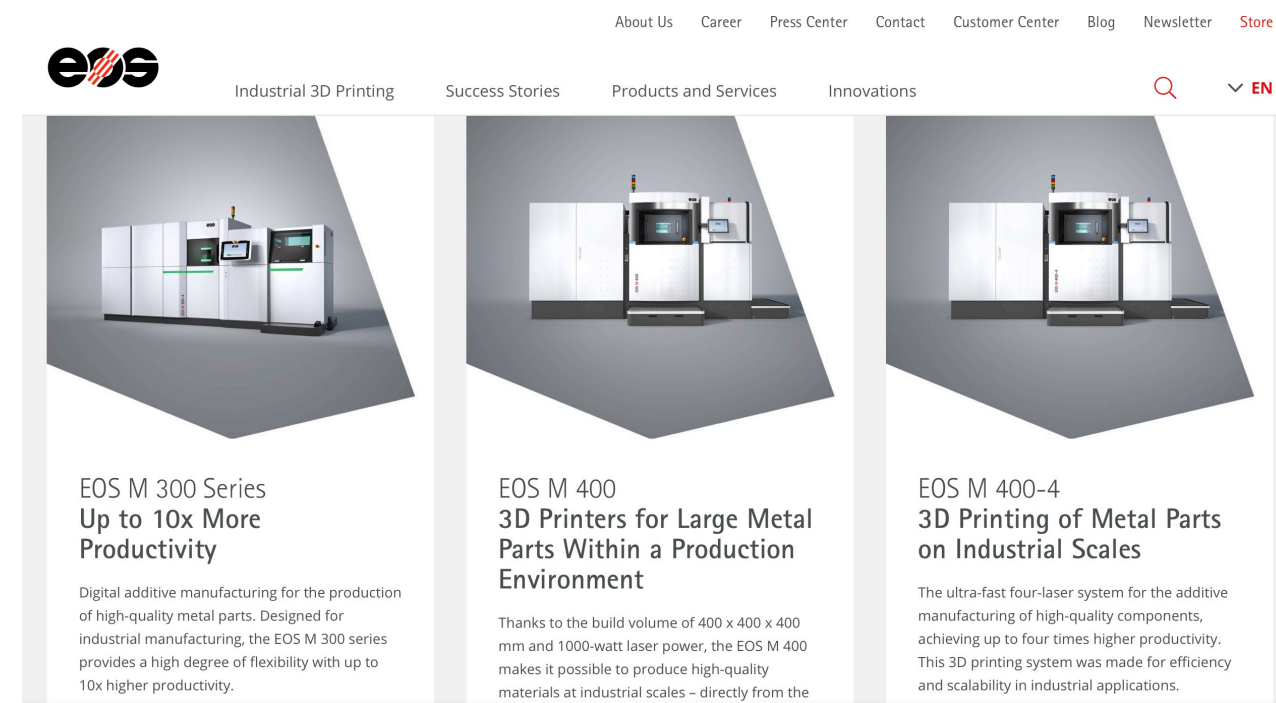 About Us Career Press Center Contact Customer Center Blog Newsletter Store
eos
Industrial 3D Printing Success Stories Products and Services Innovations EN
EOS M 300 Series
Up to 10x More
Productivity
Digital additive manufacturing for the production
of high-quality metal parts. Designed for
industrial manufacturing, the EOS M 300 series
provides a high degree of flexibility with up to
10x higher productivity.
EOS M 400
3D Printers for Large Metal
Parts Within a Production
Environment
Thanks to the build volume of 400 x 400 x 400
mm and 1000-watt laser power, the EOS M 400
makes it possible to produce high-quality
materials at industrial scales – directly from the
EOS M 400-4
3D Printing of Metal Parts
on Industrial Scales
The ultra-fast four-laser system for the additive
manufacturing of high-quality components,
achieving up to four times higher productivity.
This 3D printing system was made for efficiency
and scalability in industrial applications.